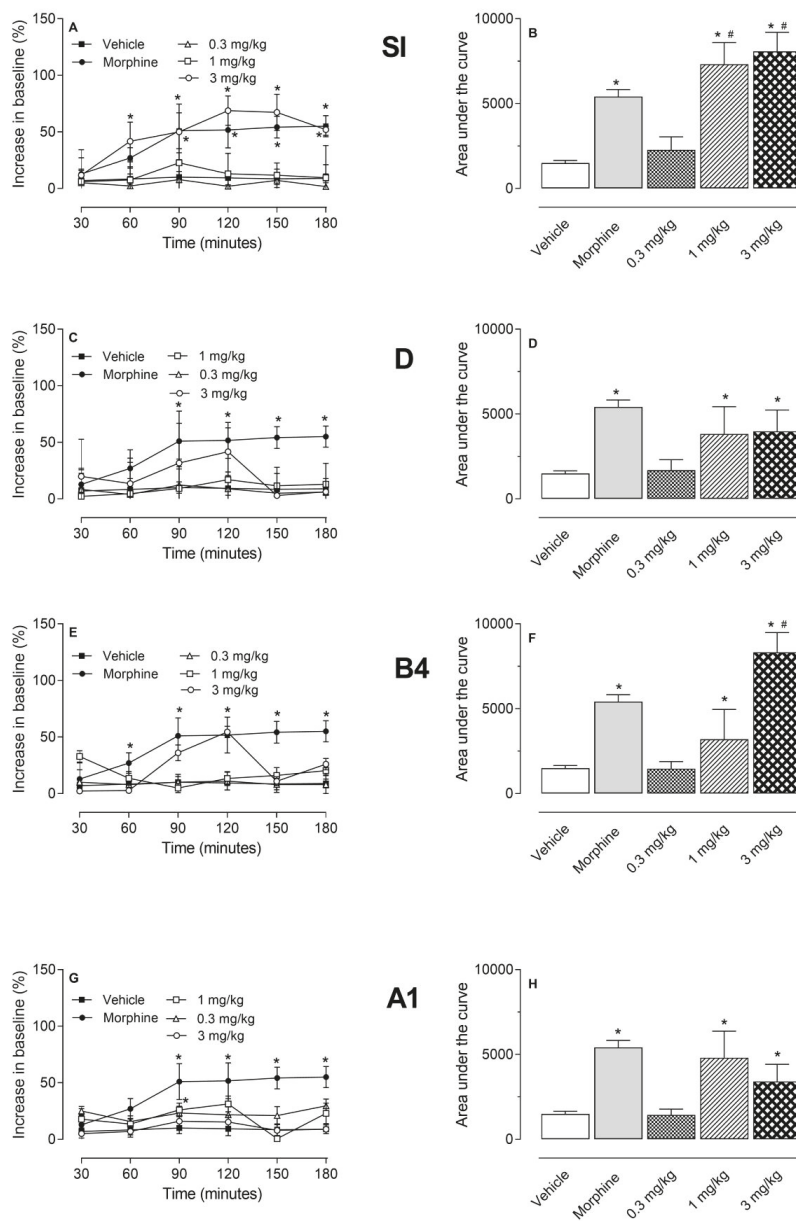 A
Vehicle
Morphine
0.3 mg/kg
1 mg/kg
3 mg/kg
Increase in baseline (%)
150
100
50
0
* * * * * * * * *
30 60 90 120 150 180
Time (minutes)
SI
B
Area under the curve
10000
5000
0
* * # * #
Vehicle
Morphine
0.3 mg/kg
1 mg/kg
3 mg/kg
C
Vehicle
Morphine
1 mg/kg
0.3 mg/kg
3 mg/kg
Increase in baseline (%)
150
100
50
0
* * * *
30 60 90 120 150 180
Time (minutes)
D
D
Area under the curve
10000
5000
0
* * *
Vehicle
Morphine
0.3 mg/kg
1 mg/kg
3 mg/kg
E
Vehicle
Morphine
0.3 mg/kg
1 mg/kg
3 mg/kg
Increase in baseline (%)
150
100
50
0
* * * * *
30 60 90 120 150 180
Time (minutes)
B4
F
Area under the curve
10000
5000
0
* * * #
Vehicle
Morphine
0.3 mg/kg
1 mg/kg
3 mg/kg
G
Vehicle
Morphine
1 mg/kg
0.3 mg/kg
3 mg/kg
Increase in baseline (%)
150
100
50
0
* * * * *
30 60 90 120 150 180
Time (minutes)
A1
H
Area under the curve
10000
5000
0
* * *
Vehicle
Morphine
0.3 mg/kg
1 mg/kg
3 mg/kg